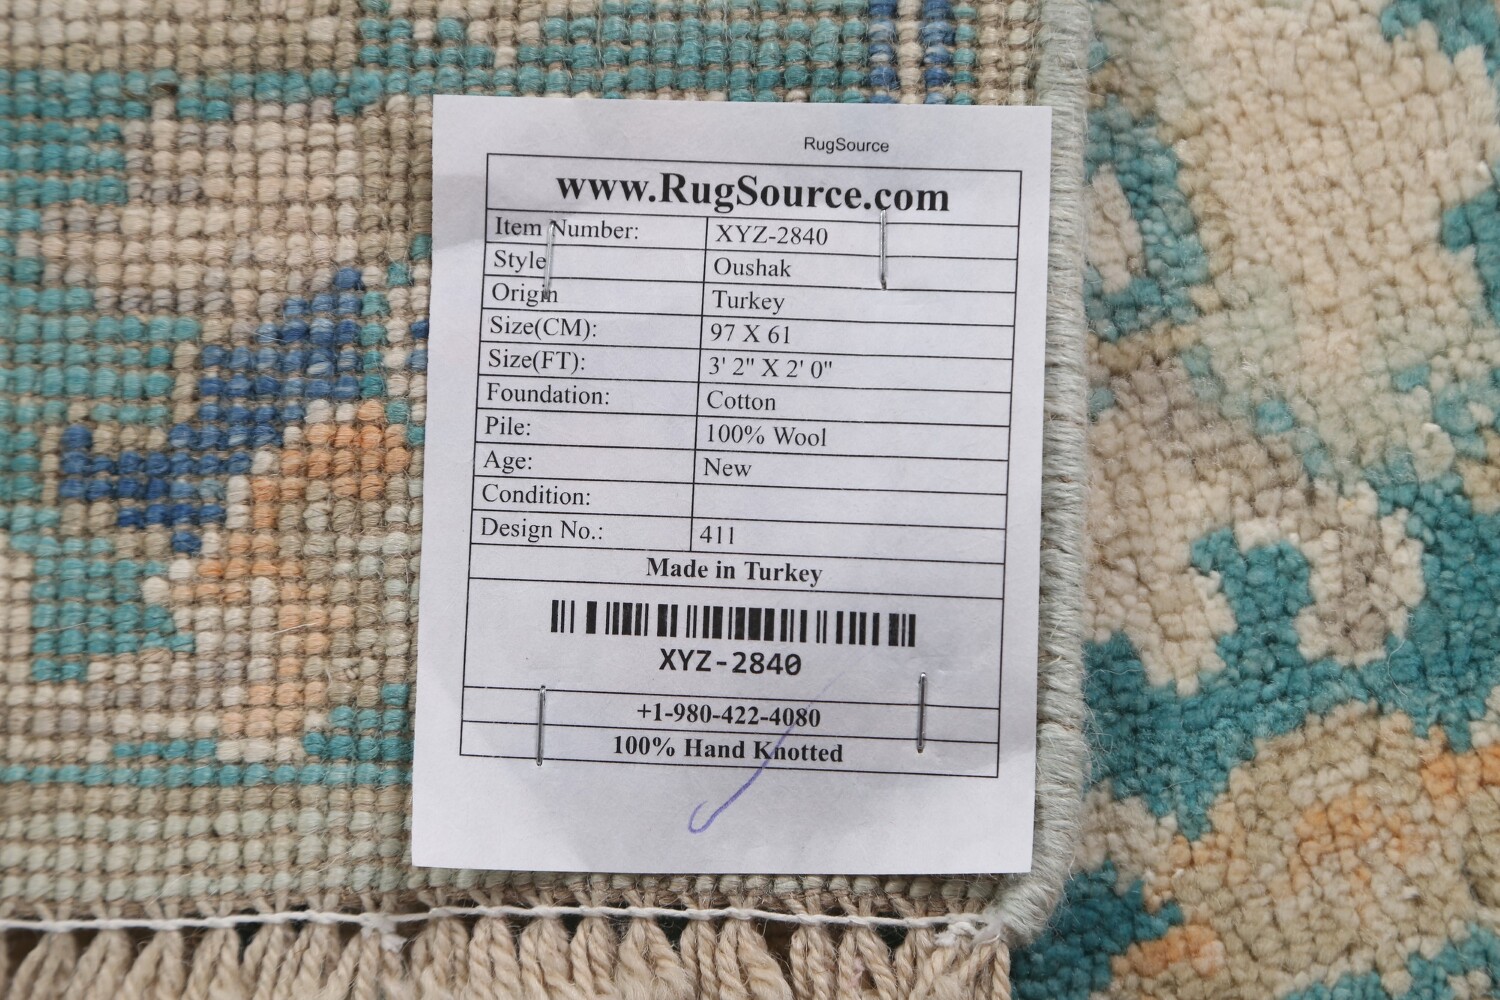 RugSource
www.RugSource.com
Item Number: XYZ-2840
Style Oushak
Origin Turkey
Size(CM): 97 X 61
Size(FT): 3' 2" X 2' 0"
Foundation: Cotton
Pile: 100% Wool
Age: New
Condition:
Design No.: 411
Made in Turkey
XYZ-2840
+1-980-422-4080
100% Hand Knotted